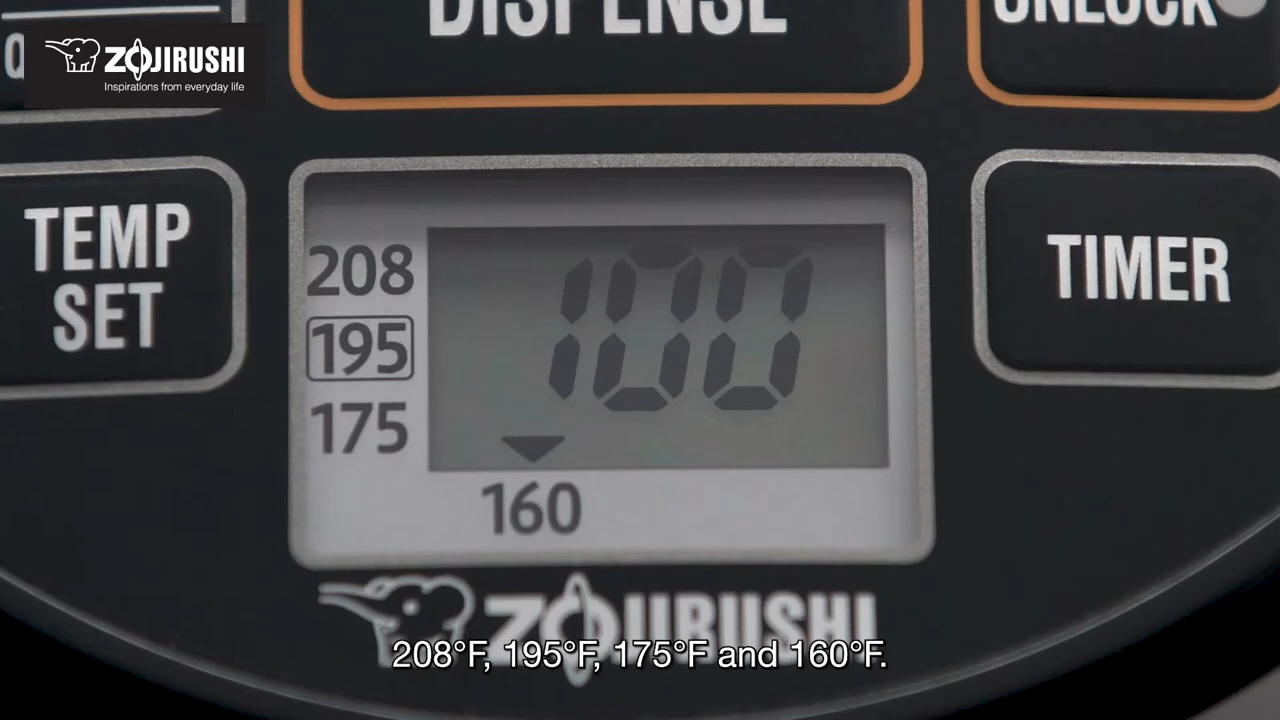 DISPENSE
UNLOCK
ZOJIRUSHI
Inspirations from everyday life
TEMP
SET
208
195
175
100
160
TIMER
ZOJIRUSHI
208°F, 195°F, 175°F and 160°F.